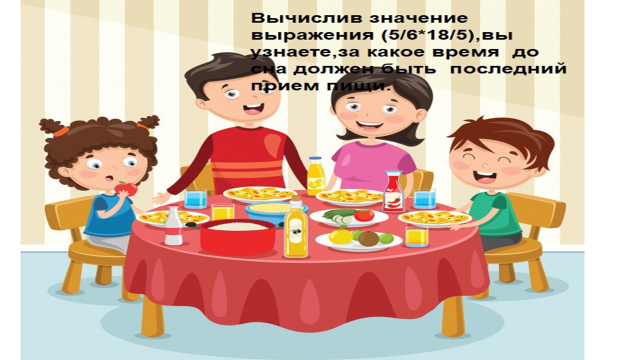 Вычислив значение
выражения (5/6*18/5),вы
узнаете,за какое время до
сна должен быть последний
прием пищи.